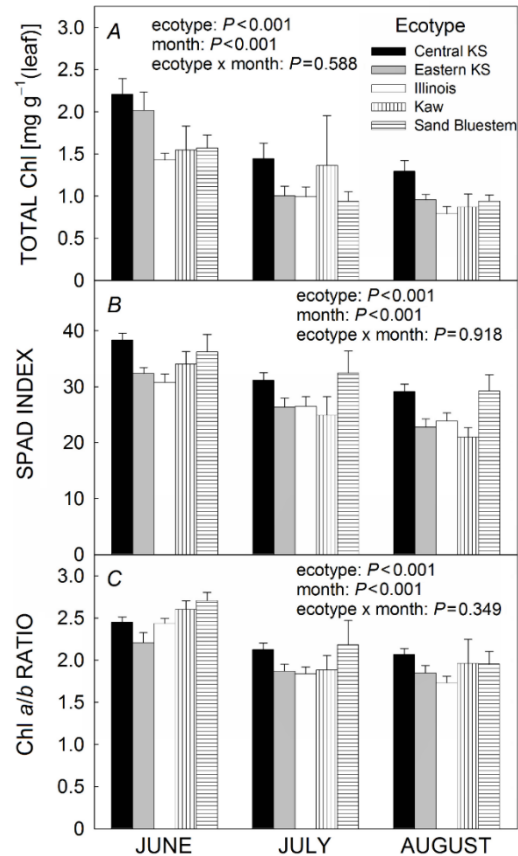 A
ecotype: P<0.001
month: P<0.001
ecotype x month: P=0.588
Ecotype
Central KS
Eastern KS
Illinois
Kaw
Sand Bluestem
TOTAL Chl [mg g⁻¹(leaf)]
3.0
2.5
2.0
1.5
1.0
0.5
0
B
ecotype: P<0.001
month: P<0.001
ecotype x month: P=0.918
SPAD INDEX
40
30
20
10
0
C
ecotype: P<0.001
month: P<0.001
ecotype x month: P=0.349
Chl a/b RATIO
3.0
2.5
2.0
1.5
1.0
0.5
0
JUNE JULY AUGUST